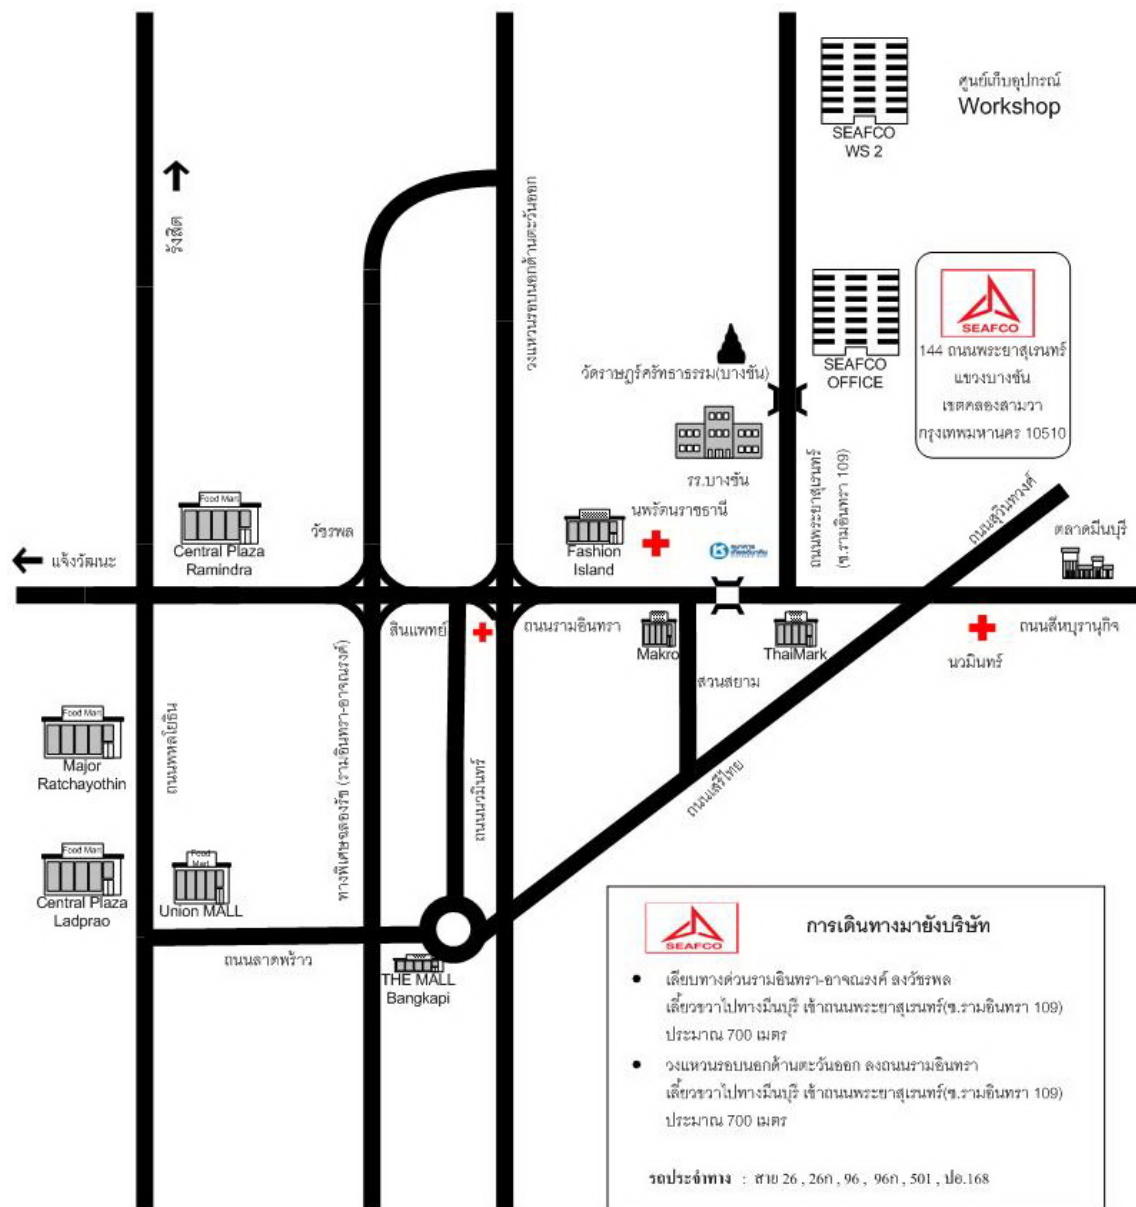 ศูนย์เก็บอุปกรณ์
Workshop
SEAFCO
WS 2
รังสิต
วงแหวนรอบนอกด้านตะวันออก
SEAFCO
144 ถนนพระยาสุเรนทร์
แขวงบางชัน
เขตคลองสามวา
กรุงเทพมหานคร 10510
SEAFCO
OFFICE
วัดราษฎร์ศรัทธาธรรม(บางชัน)
รร.บางชัน
นพรัตนราชธานี
ถนนพระยาสุเรนทร์
(ซ.รามอินทรา 109)
ถนนสุวินทวงศ์
ตลาดมีนบุรี
Food Mart
Central Plaza
Ramindra
วัชรพล
Fashion
Island
แจ้งวัฒนะ
สินแพทย์
ถนนรามอินทรา
Makro
ThaiMark
นวมินทร์
ถนนสีหบุรานุกิจ
สวนสยาม
Food Mart
Major
Ratchayothin
ถนนพหลโยธิน
ทางพิเศษฉลองรัช (รามอินทรา-อาจณรงค์)
ถนนนวมินทร์
ถนนเสรีไทย
Food Mart
Central Plaza
Ladprao
Food
Mart
Union MALL
ถนนลาดพร้าว
THE MALL
Bangkapi
SEAFCO
การเดินทางมายังบริษัท
• เลียบทางด่วนรามอินทรา-อาจณรงค์ ลงวัชรพล
เลี้ยวขวาไปทางมีนบุรี เข้าถนนพระยาสุเรนทร์(ซ.รามอินทรา 109)
ประมาณ 700 เมตร
• วงแหวนรอบนอกด้านตะวันออก ลงถนนรามอินทรา
เลี้ยวขวาไปทางมีนบุรี เข้าถนนพระยาสุเรนทร์(ซ.รามอินทรา 109)
ประมาณ 700 เมตร
รถประจำทาง : สาย 26 , 26ก , 96 , 96ก , 501 , ปอ.168